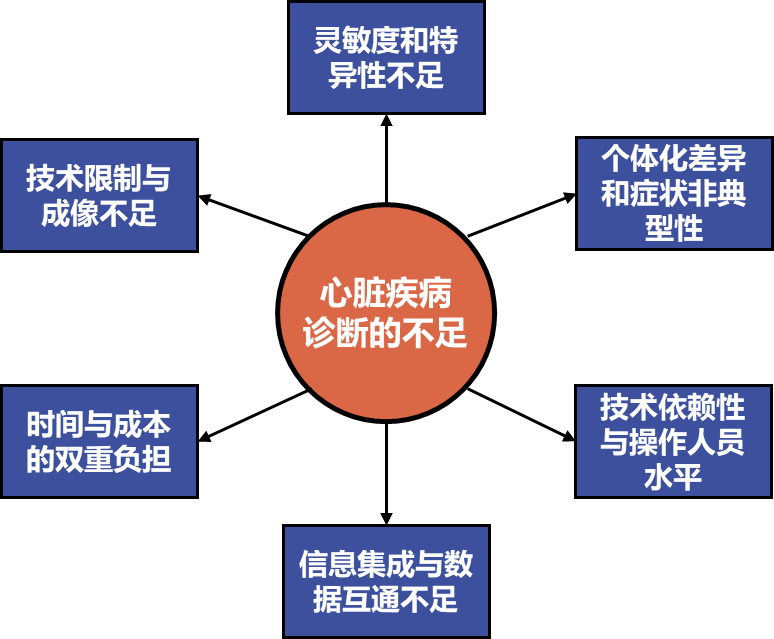 灵敏度和特
异性不足
技术限制与
成像不足
个体化差异
和症状非典
型性
心脏疾病
诊断的不足
时间与成本
的双重负担
技术依赖性
与操作人员
水平
信息集成与数
据互通不足